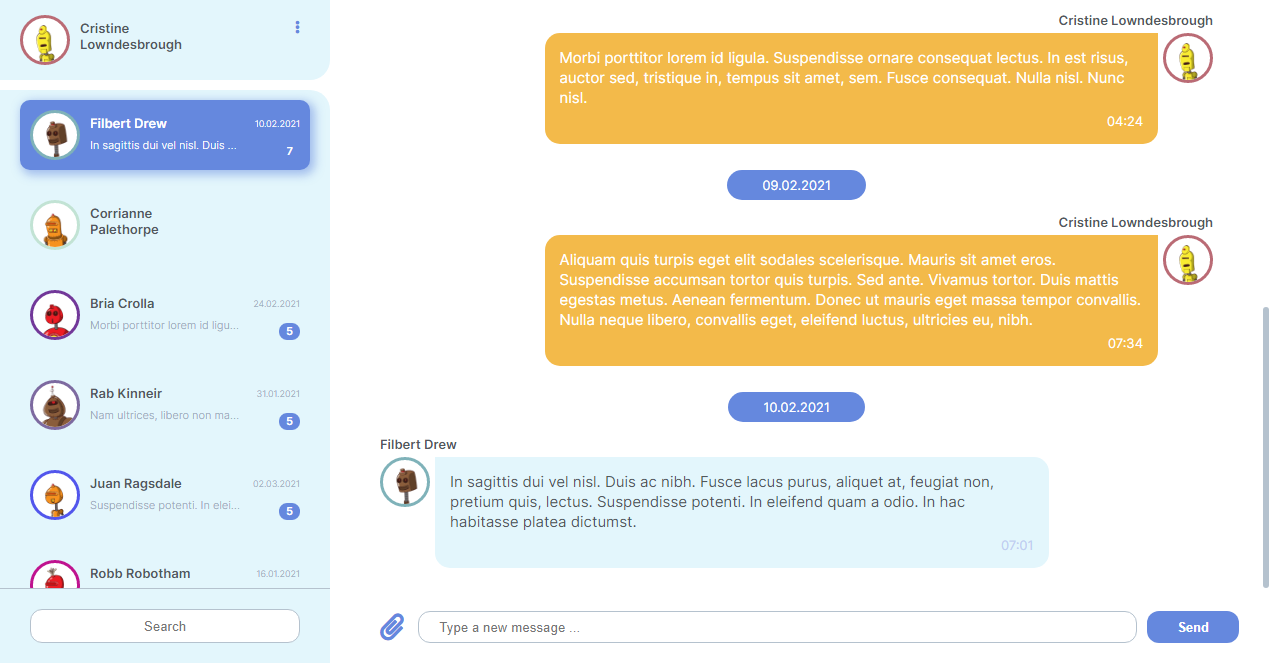 Cristine
Lowndesbrough
Filbert Drew
10.02.2021
In sagittis dui vel nisl. Duis ...
7
Corrianne
Palethorpe
Bria Crolla
24.02.2021
Morbi porttitor lorem id ligu...
5
Rab Kinneir
31.01.2021
Nam ultrices, libero non ma...
5
Juan Ragsdale
02.03.2021
Suspendisse potenti. In elei...
5
Robb Robotham
16.01.2021
Search
Cristine Lowndesbrough
Morbi porttitor lorem id ligula. Suspendisse ornare consequat lectus. In est risus,
auctor sed, tristique in, tempus sit amet, sem. Fusce consequat. Nulla nisl. Nunc
nisl.
04:24
09.02.2021
Cristine Lowndesbrough
Aliquam quis turpis eget elit sodales scelerisque. Mauris sit amet eros.
Suspendisse accumsan tortor quis turpis. Sed ante. Vivamus tortor. Duis mattis
egestas metus. Aenean fermentum. Donec ut mauris eget massa tempor convallis.
Nulla neque libero, convallis eget, eleifend luctus, ultricies eu, nibh.
07:34
10.02.2021
Filbert Drew
In sagittis dui vel nisl. Duis ac nibh. Fusce lacus purus, aliquet at, feugiat non,
pretium quis, lectus. Suspendisse potenti. In eleifend quam a odio. In hac
habitasse platea dictumst.
07:01
Type a new message ...
Send